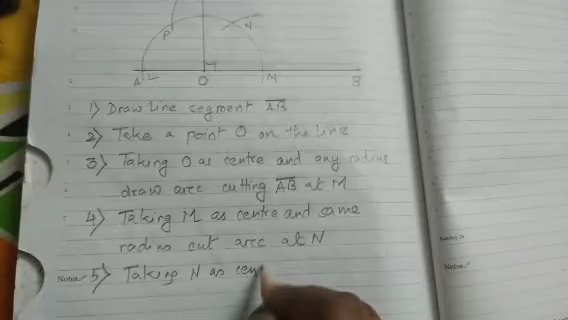 P
N
A
O
M
B
1) Draw line segment AB
2) Take a point O on the line
3) Taking O as centre and any radius
draw arc cutting AB at M
4) Taking M as centre and same
radius cut arc at N
Notes
5) Taking N as cen
Notes